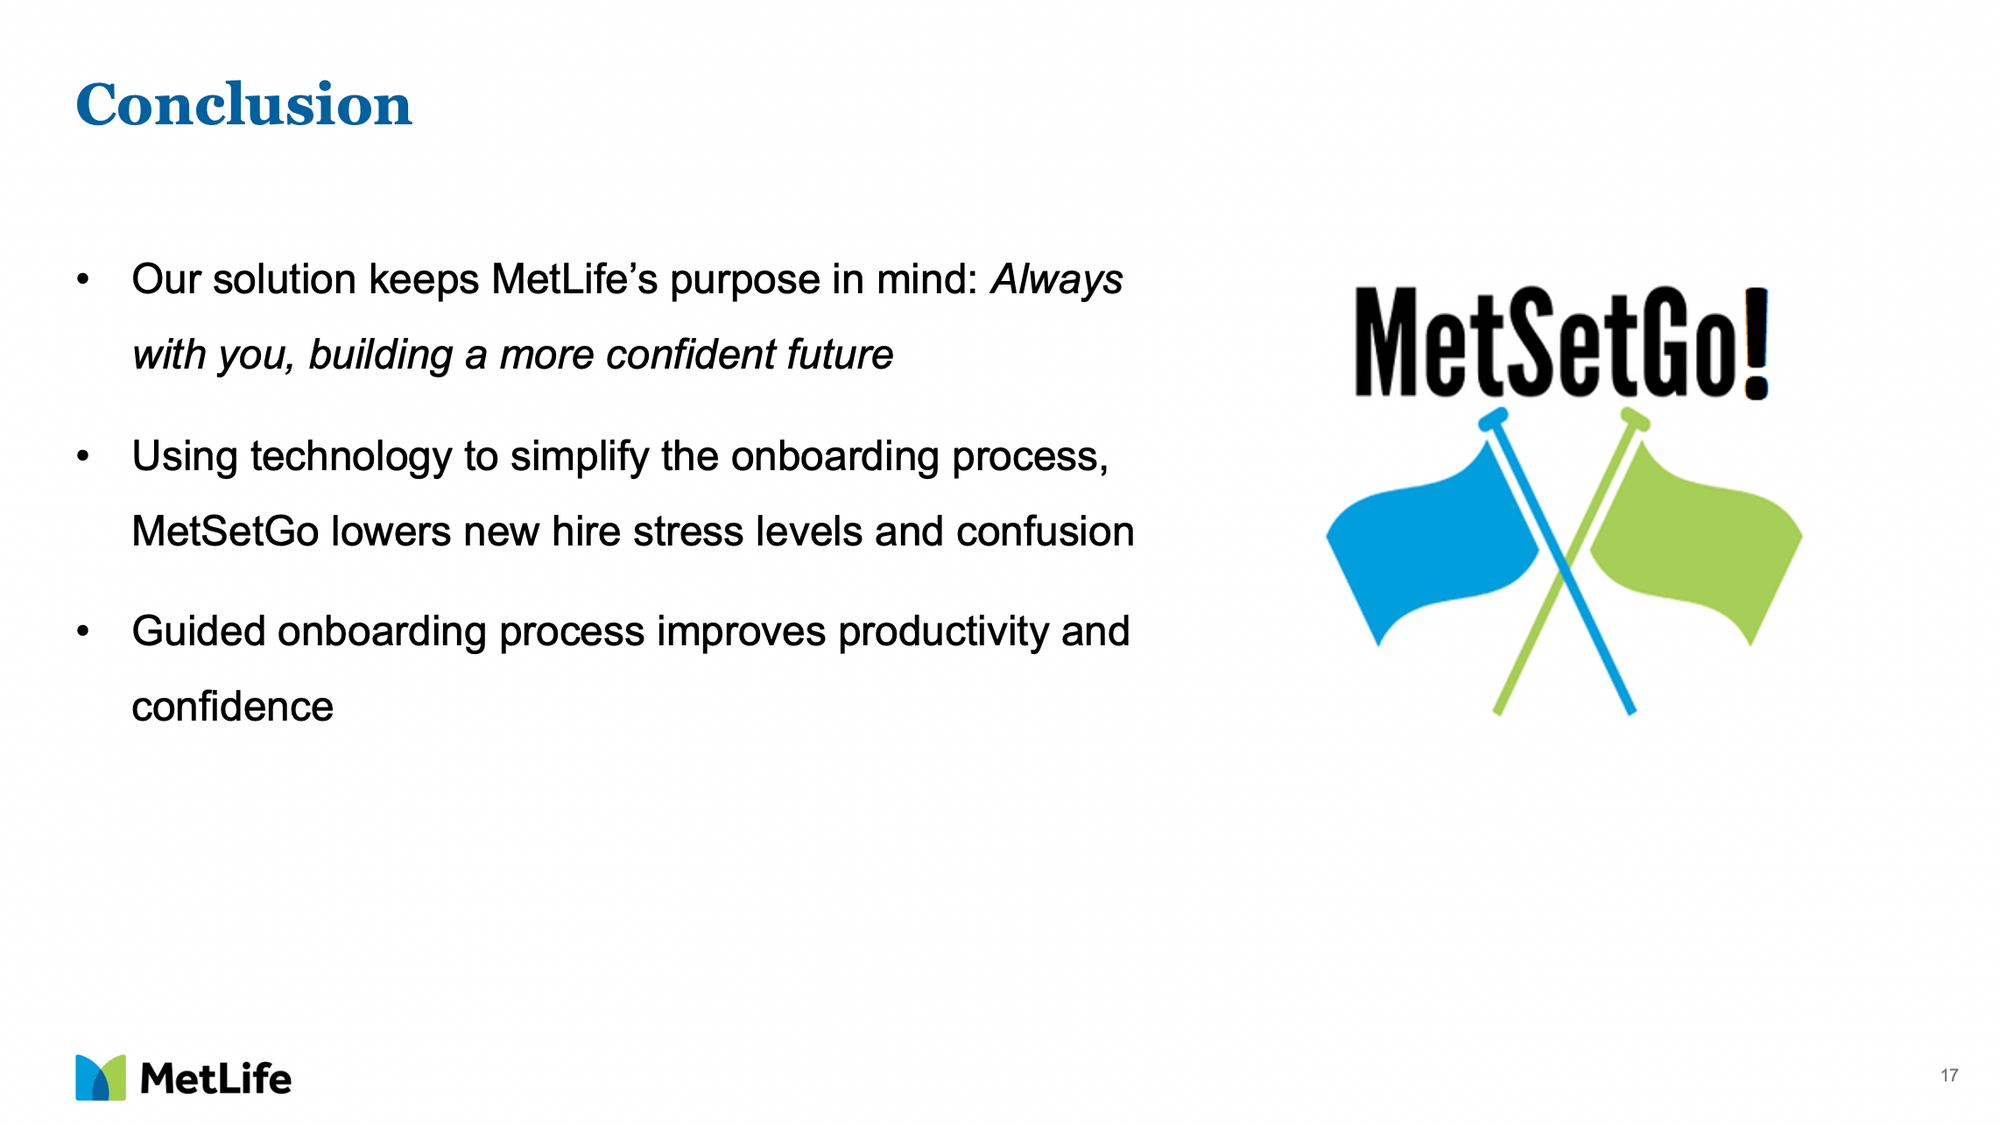 Conclusion
• Our solution keeps MetLife’s purpose in mind: Always
with you, building a more confident future
• Using technology to simplify the onboarding process,
MetSetGo lowers new hire stress levels and confusion
• Guided onboarding process improves productivity and
confidence
MetSetGo!
MetLife
17